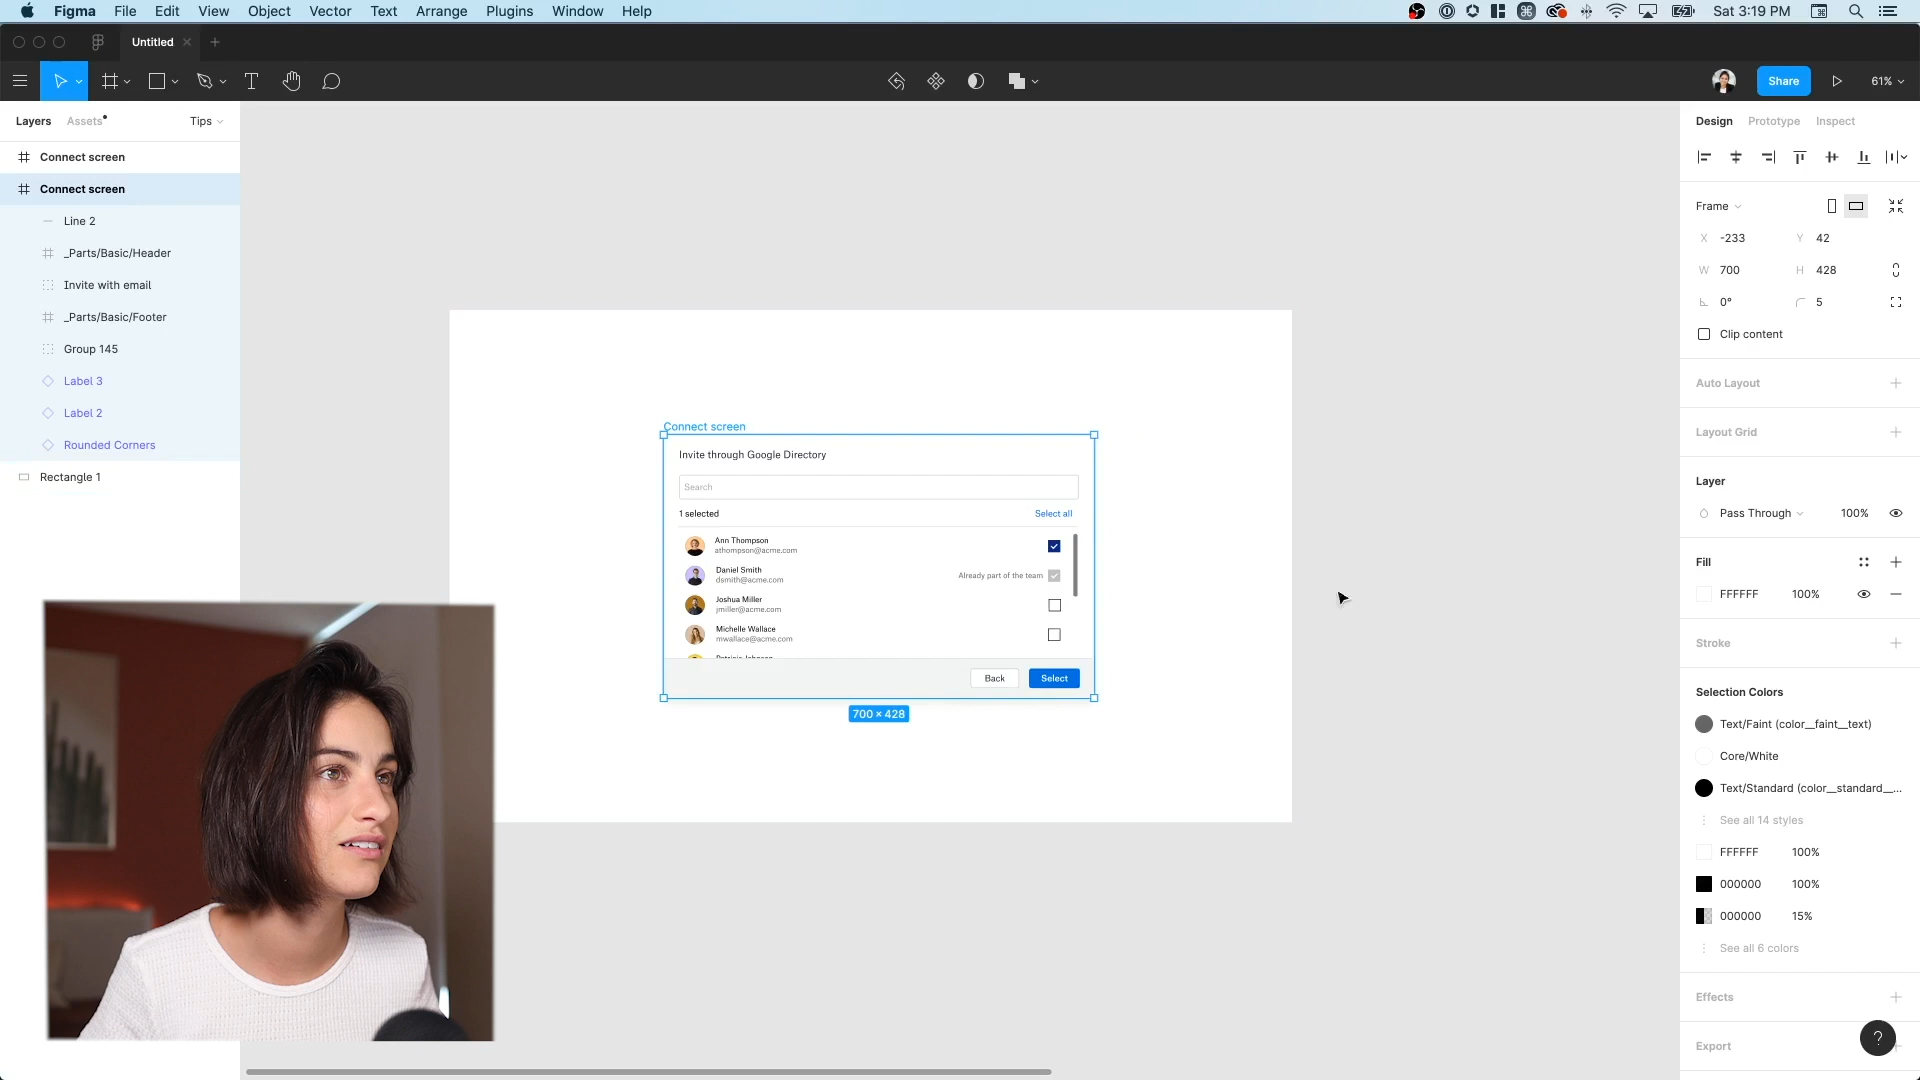 Figma File Edit View Object Vector Text Arrange Plugins Window Help Sat 3:19 PM
Untitled
Share 61%
Layers Assets Tips
Connect screen
Connect screen
Line 2
_Parts/Basic/Header
Invite with email
_Parts/Basic/Footer
Group 145
Label 3
Label 2
Rounded Corners
Rectangle 1
Connect screen
Invite through Google Directory
Search
1 selected Select all
Ann Thompson
athompson@acme.com
Daniel Smith
dsmith@acme.com
Already part of the team
Joshua Miller
jmiller@acme.com
Michelle Wallace
mwallace@acme.com
Back Select
700 × 428
Design Prototype Inspect
Frame
X -233 Y 42
W 700 H 428
0° 5
Clip content
Auto Layout
Layout Grid
Layer
Pass Through 100%
Fill
FFFFFF 100%
Stroke
Selection Colors
Text/Faint (color__faint__text)
Core/White
Text/Standard (color__standard__...
See all 14 styles
FFFFFF 100%
000000 100%
000000 15%
See all 6 colors
Effects
Export
?